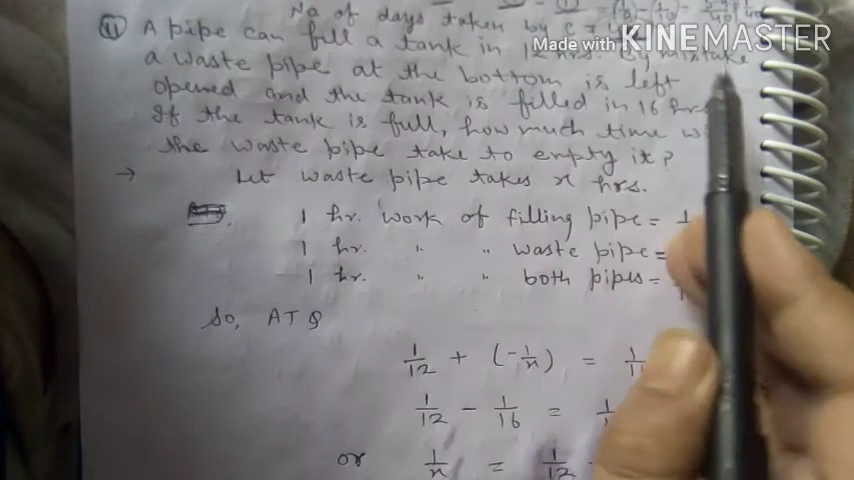 No of days taken by C
(11) A pipe can fill a tank in 12 hrs. By mistake
Made with KINEMASTER
a waste pipe at the bottom is left
opened and the tank is filled in 16 hrs
If the tank is full, how much time
the waste pipe take to empty it?
→ Let waste pipe takes x hrs.
1 hr. work of filling pipe =
1 hr. " " waste pipe =
1 hr. " " both pipes =
So, ATQ
1/12 + (-1/x) =
1/12 - 1/16 =
or 1/x = 1/12